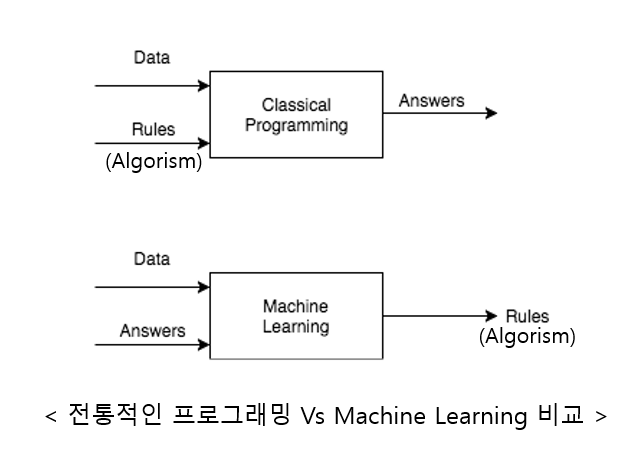 Data
Classical
Programming
Answers
Rules
(Algorism)
Data
Machine
Learning
Answers
Rules
(Algorism)
< 전통적인 프로그래밍 Vs Machine Learning 비교 >